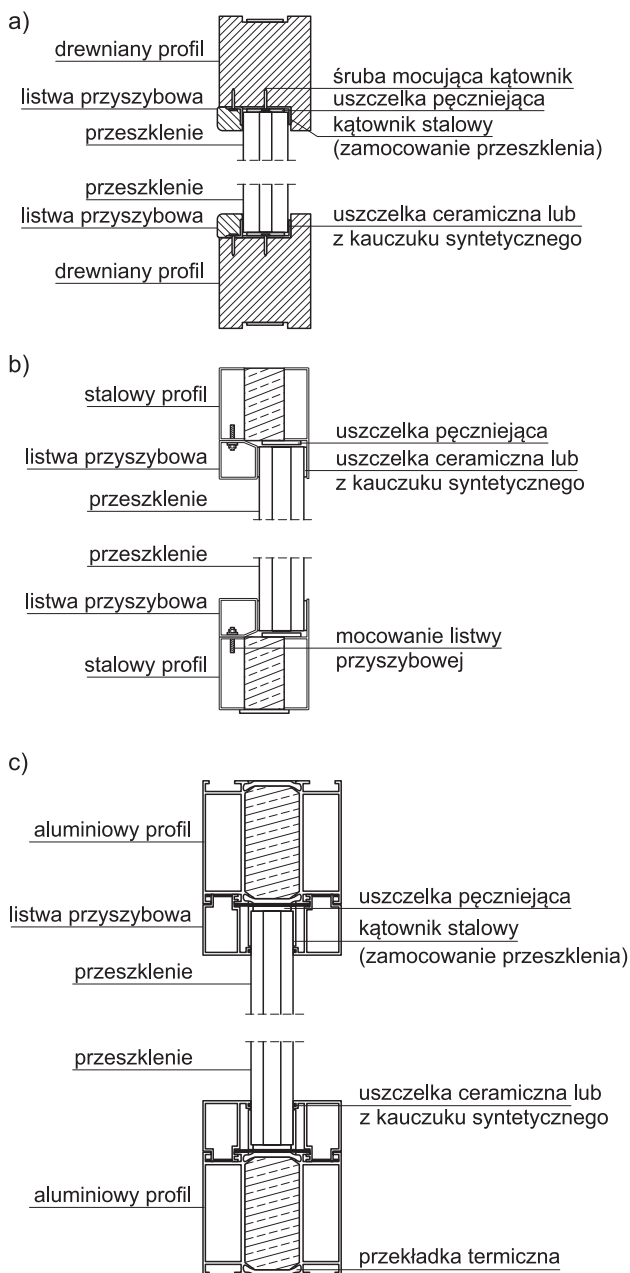 a)
drewniany profil
listwa przyszybowa
przeszklenie
śruba mocująca kątownik
uszczelka pęczniejąca
kątownik stalowy
(zamocowanie przeszklenia)
przeszklenie
listwa przyszybowa
drewniany profil
uszczelka ceramiczna lub
z kauczuku syntetycznego
b)
stalowy profil
listwa przyszybowa
przeszklenie
uszczelka pęczniejąca
uszczelka ceramiczna lub
z kauczuku syntetycznego
przeszklenie
listwa przyszybowa
stalowy profil
mocowanie listwy
przyszybowej
c)
aluminiowy profil
listwa przyszybowa
przeszklenie
uszczelka pęczniejąca
kątownik stalowy
(zamocowanie przeszklenia)
przeszklenie
aluminiowy profil
uszczelka ceramiczna lub
z kauczuku syntetycznego
przekładka termiczna